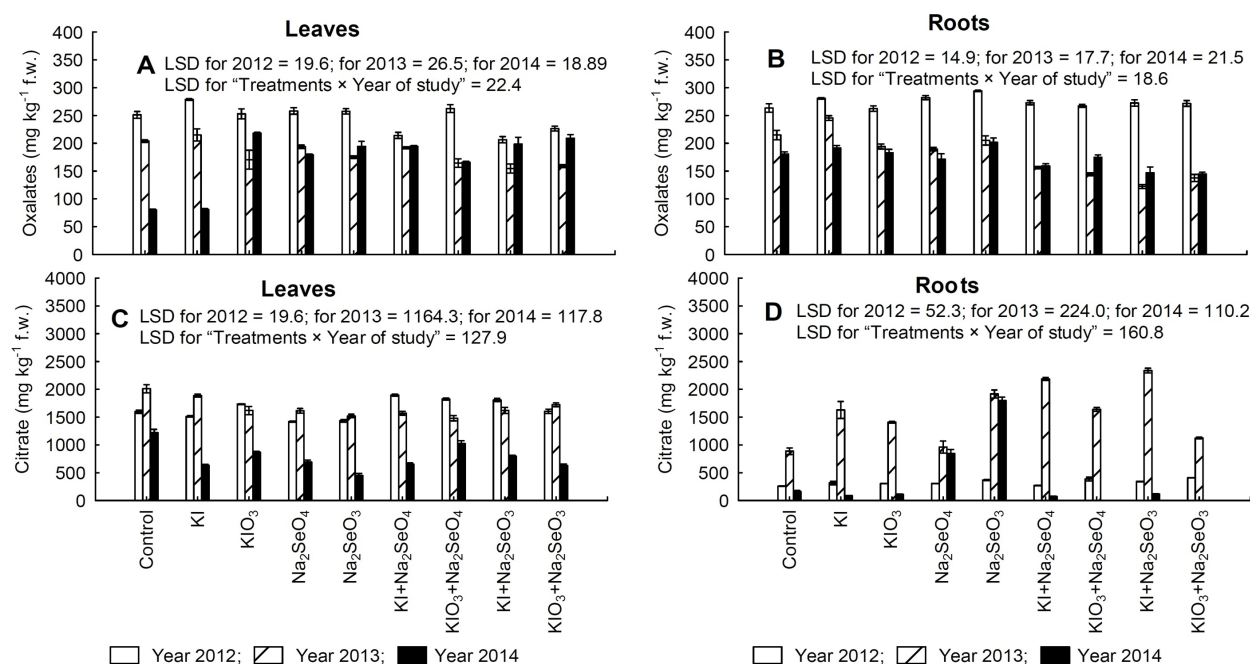 Leaves
A LSD for 2012 = 19.6; for 2013 = 26.5; for 2014 = 18.89
LSD for “Treatments × Year of study” = 22.4
Oxalates (mg kg⁻¹ f.w.)
400
350
300
250
200
150
100
50
0
Roots
B LSD for 2012 = 14.9; for 2013 = 17.7; for 2014 = 21.5
LSD for “Treatments × Year of study” = 18.6
Oxalates (mg kg⁻¹ f.w.)
400
350
300
250
200
150
100
50
0
Leaves
C LSD for 2012 = 19.6; for 2013 = 1164.3; for 2014 = 117.8
LSD for “Treatments × Year of study” = 127.9
Citrate (mg kg⁻¹ f.w.)
4000
3500
3000
2500
2000
1500
1000
500
0
Control
KI
KIO₃
Na₂SeO₄
Na₂SeO₃
KI+Na₂SeO₄
KIO₃+Na₂SeO₄
KI+Na₂SeO₃
KIO₃+Na₂SeO₃
Year 2012; Year 2013; Year 2014
Roots
D LSD for 2012 = 52.3; for 2013 = 224.0; for 2014 = 110.2
LSD for “Treatments × Year of study” = 160.8
Citrate (mg kg⁻¹ f.w.)
4000
3500
3000
2500
2000
1500
1000
500
0
Control
KI
KIO₃
Na₂SeO₄
Na₂SeO₃
KI+Na₂SeO₄
KIO₃+Na₂SeO₄
KI+Na₂SeO₃
KIO₃+Na₂SeO₃
Year 2012; Year 2013; Year 2014